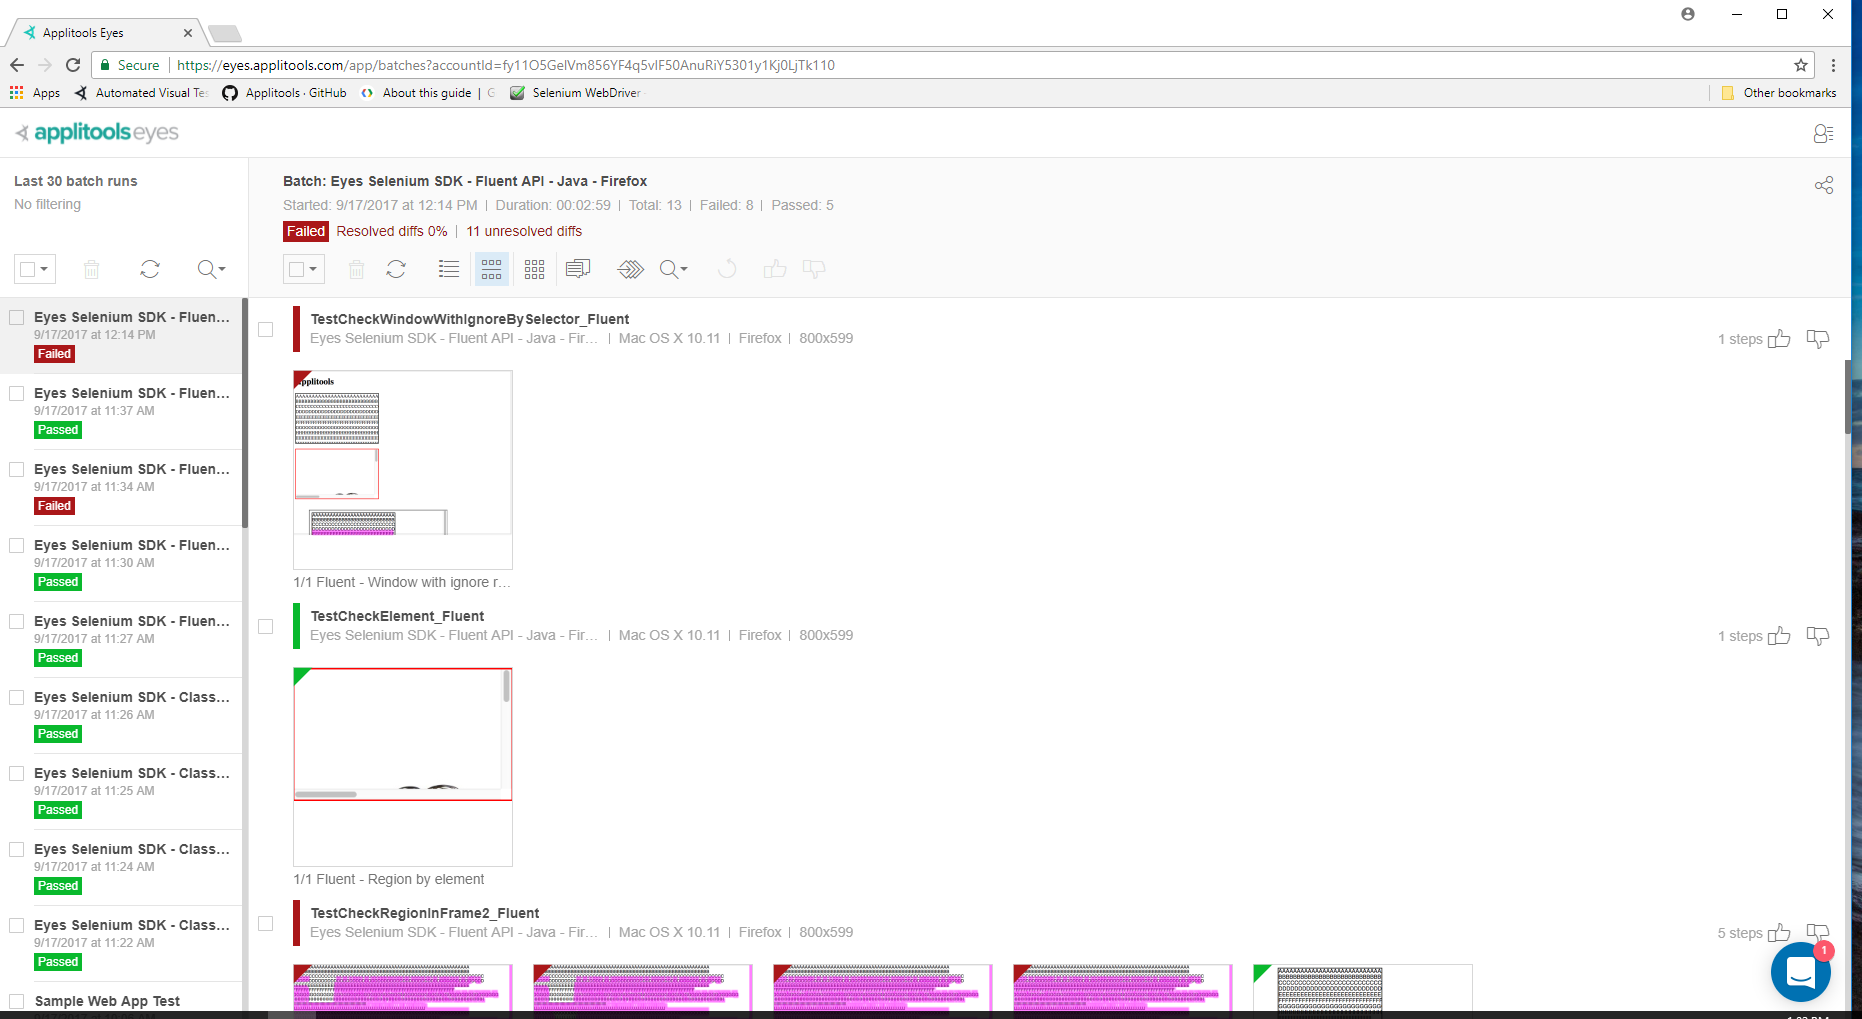 Applitools Eyes
Secure https://eyes.applitools.com/app/batches?accountId=
Apps Automated Visual Te Applitools · GitHub About this guide | G Selenium WebDriver Other bookmarks
applitools eyes
Last 30 batch runs
No filtering
Batch: Eyes Selenium SDK - Fluent API - Java - Firefox
Started: 9/17/2017 at 12:14 PM | Duration: 00:02:59 | Total: 13 | Failed: 8 | Passed: 5
Failed Resolved diffs 0% | 11 unresolved diffs
Eyes Selenium SDK - Fluen...
9/17/2017 at 12:14 PM
Failed
Eyes Selenium SDK - Fluen...
9/17/2017 at 11:37 AM
Passed
Eyes Selenium SDK - Fluen...
9/17/2017 at 11:34 AM
Failed
Eyes Selenium SDK - Fluen...
9/17/2017 at 11:30 AM
Passed
Eyes Selenium SDK - Fluen...
9/17/2017 at 11:27 AM
Passed
Eyes Selenium SDK - Class...
9/17/2017 at 11:26 AM
Passed
Eyes Selenium SDK - Class...
9/17/2017 at 11:25 AM
Passed
Eyes Selenium SDK - Class...
9/17/2017 at 11:24 AM
Passed
Eyes Selenium SDK - Class...
9/17/2017 at 11:22 AM
Passed
Sample Web App Test
TestCheckWindowWithIgnoreBySelector_Fluent
Eyes Selenium SDK - Fluent API - Java - Fir... | Mac OS X 10.11 | Firefox | 800x599
1 steps
1/1 Fluent - Window with ignore r...
TestCheckElement_Fluent
Eyes Selenium SDK - Fluent API - Java - Fir... | Mac OS X 10.11 | Firefox | 800x599
1 steps
1/1 Fluent - Region by element
TestCheckRegionInFrame2_Fluent
Eyes Selenium SDK - Fluent API - Java - Fir... | Mac OS X 10.11 | Firefox | 800x599
5 steps
1